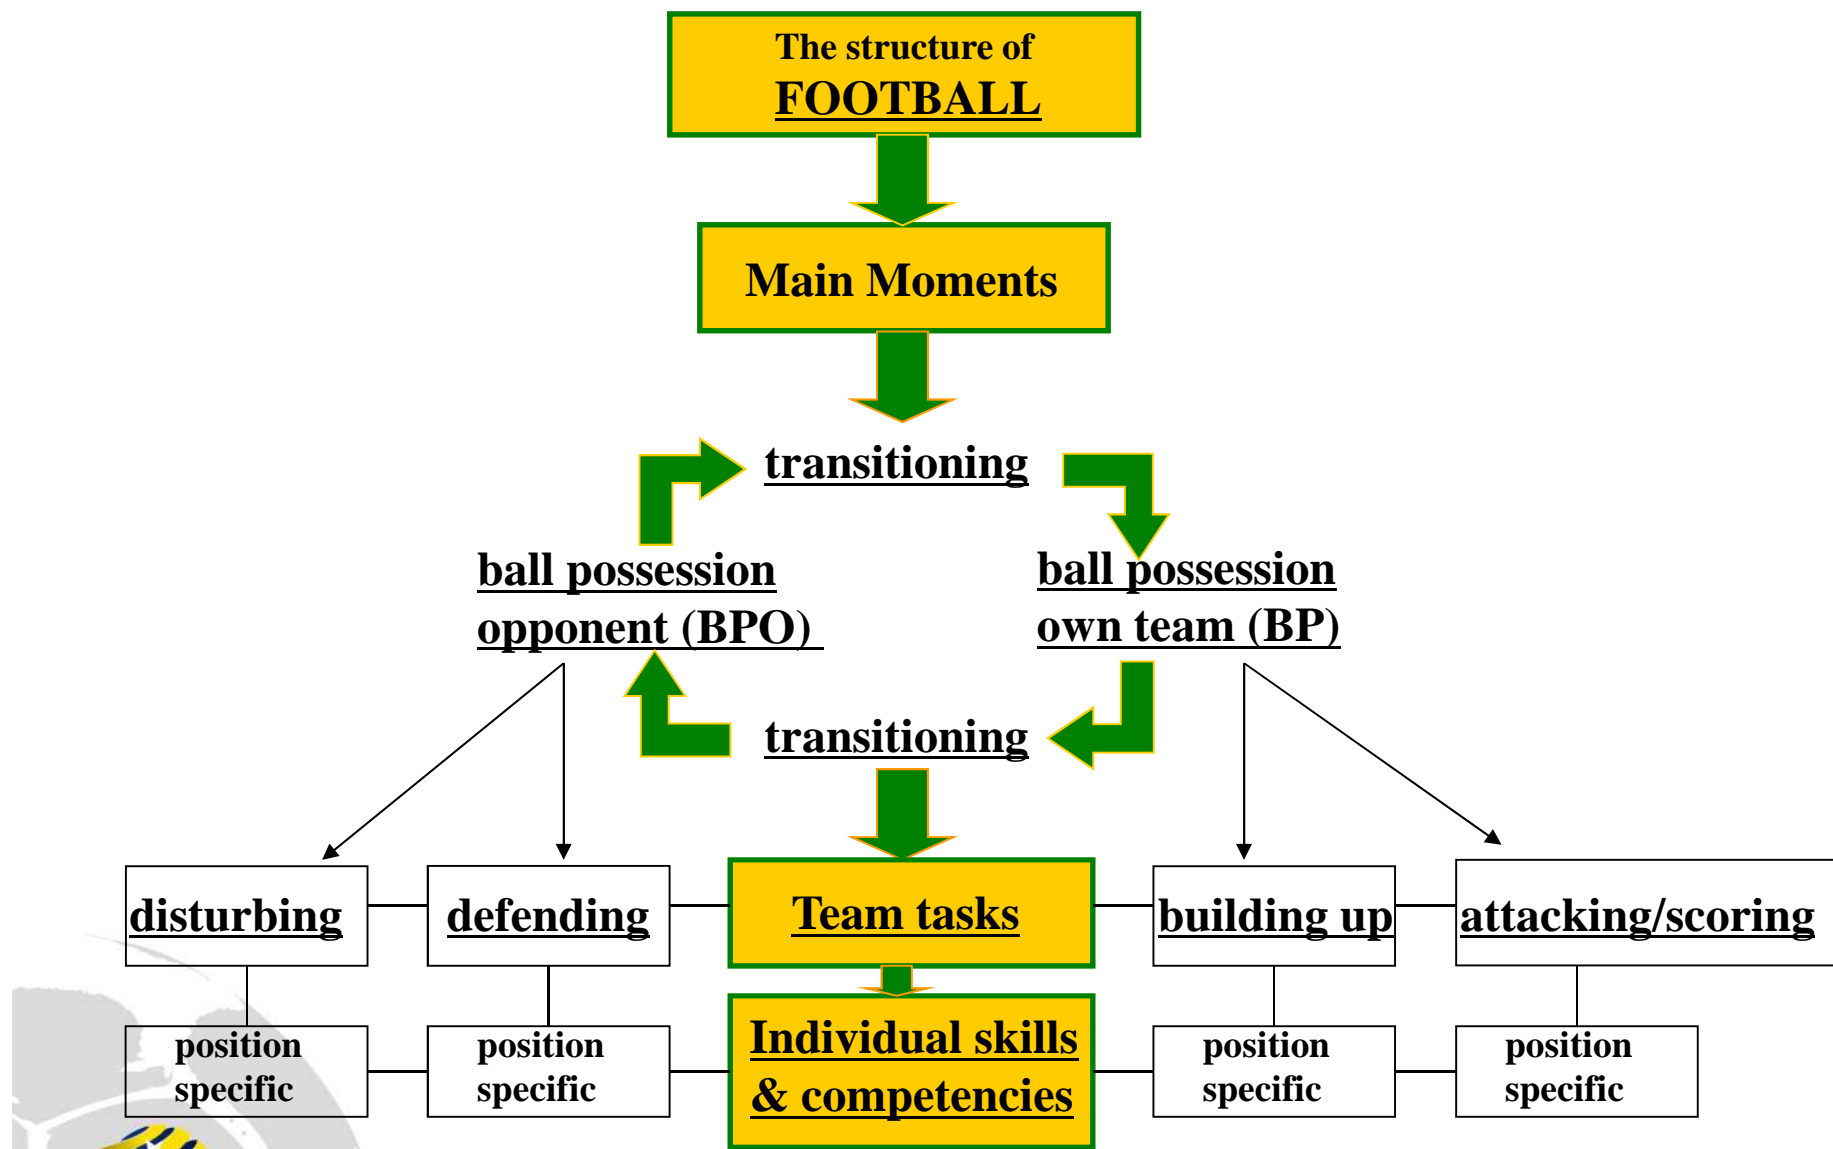 The structure of
FOOTBALL
Main Moments
transitioning
ball possession
opponent (BPO)
ball possession
own team (BP)
transitioning
disturbing
defending
Team tasks
building up
attacking/scoring
position
specific
position
specific
Individual skills
& competencies
position
specific
position
specific